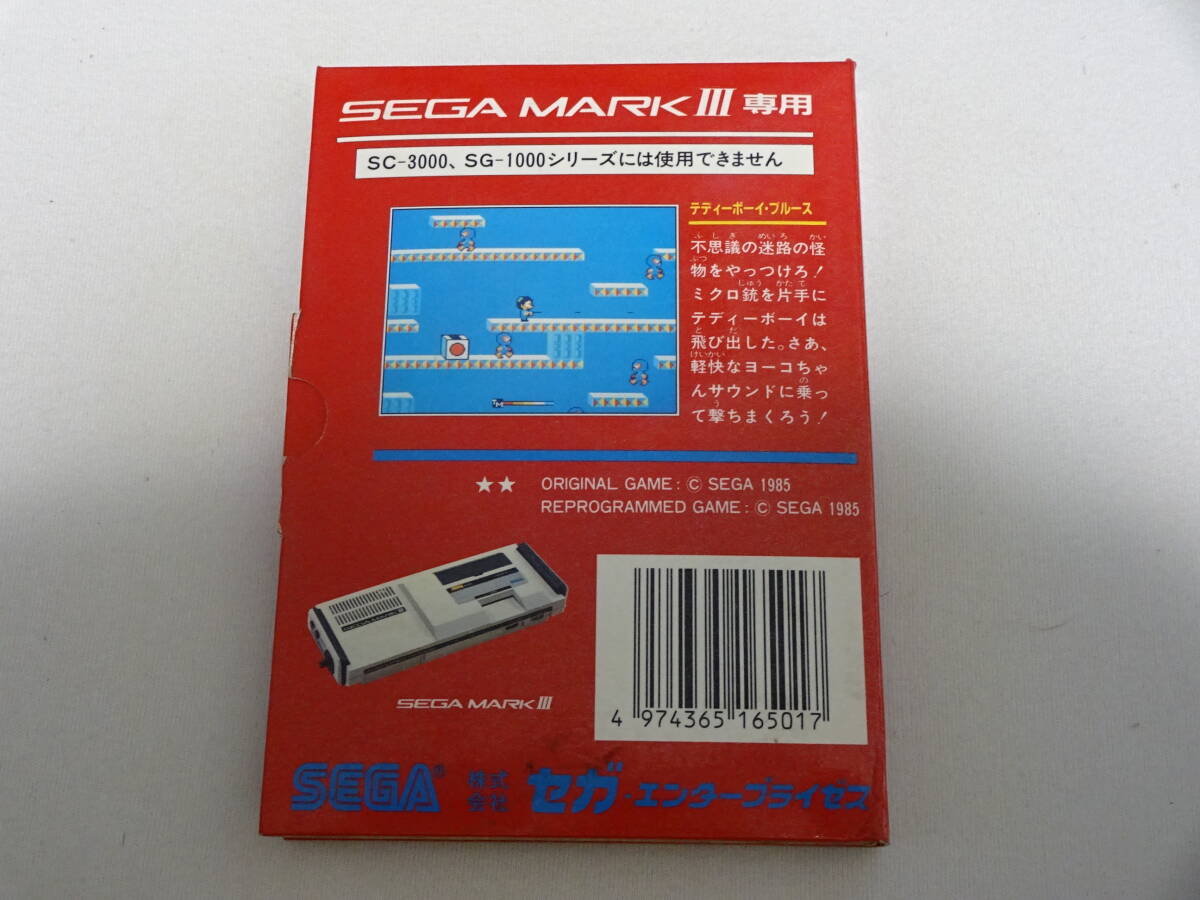 SEGA MARK III 専用
SC-3000、SG-1000シリーズには使用できません
テディーボーイ・ブルース
不思議の迷路の怪
物をやっつけろ!
ミクロ銃を片手に
テディーボーイは
飛び出した。さあ、
軽快なヨーコちゃ
んサウンドに乗っ
て撃ちまくろう!
★★ ORIGINAL GAME: © SEGA 1985
REPROGRAMMED GAME: © SEGA 1985
SEGA MARK III
4 974365 165017
SEGA® 株式会社 セガ・エンタープライゼス